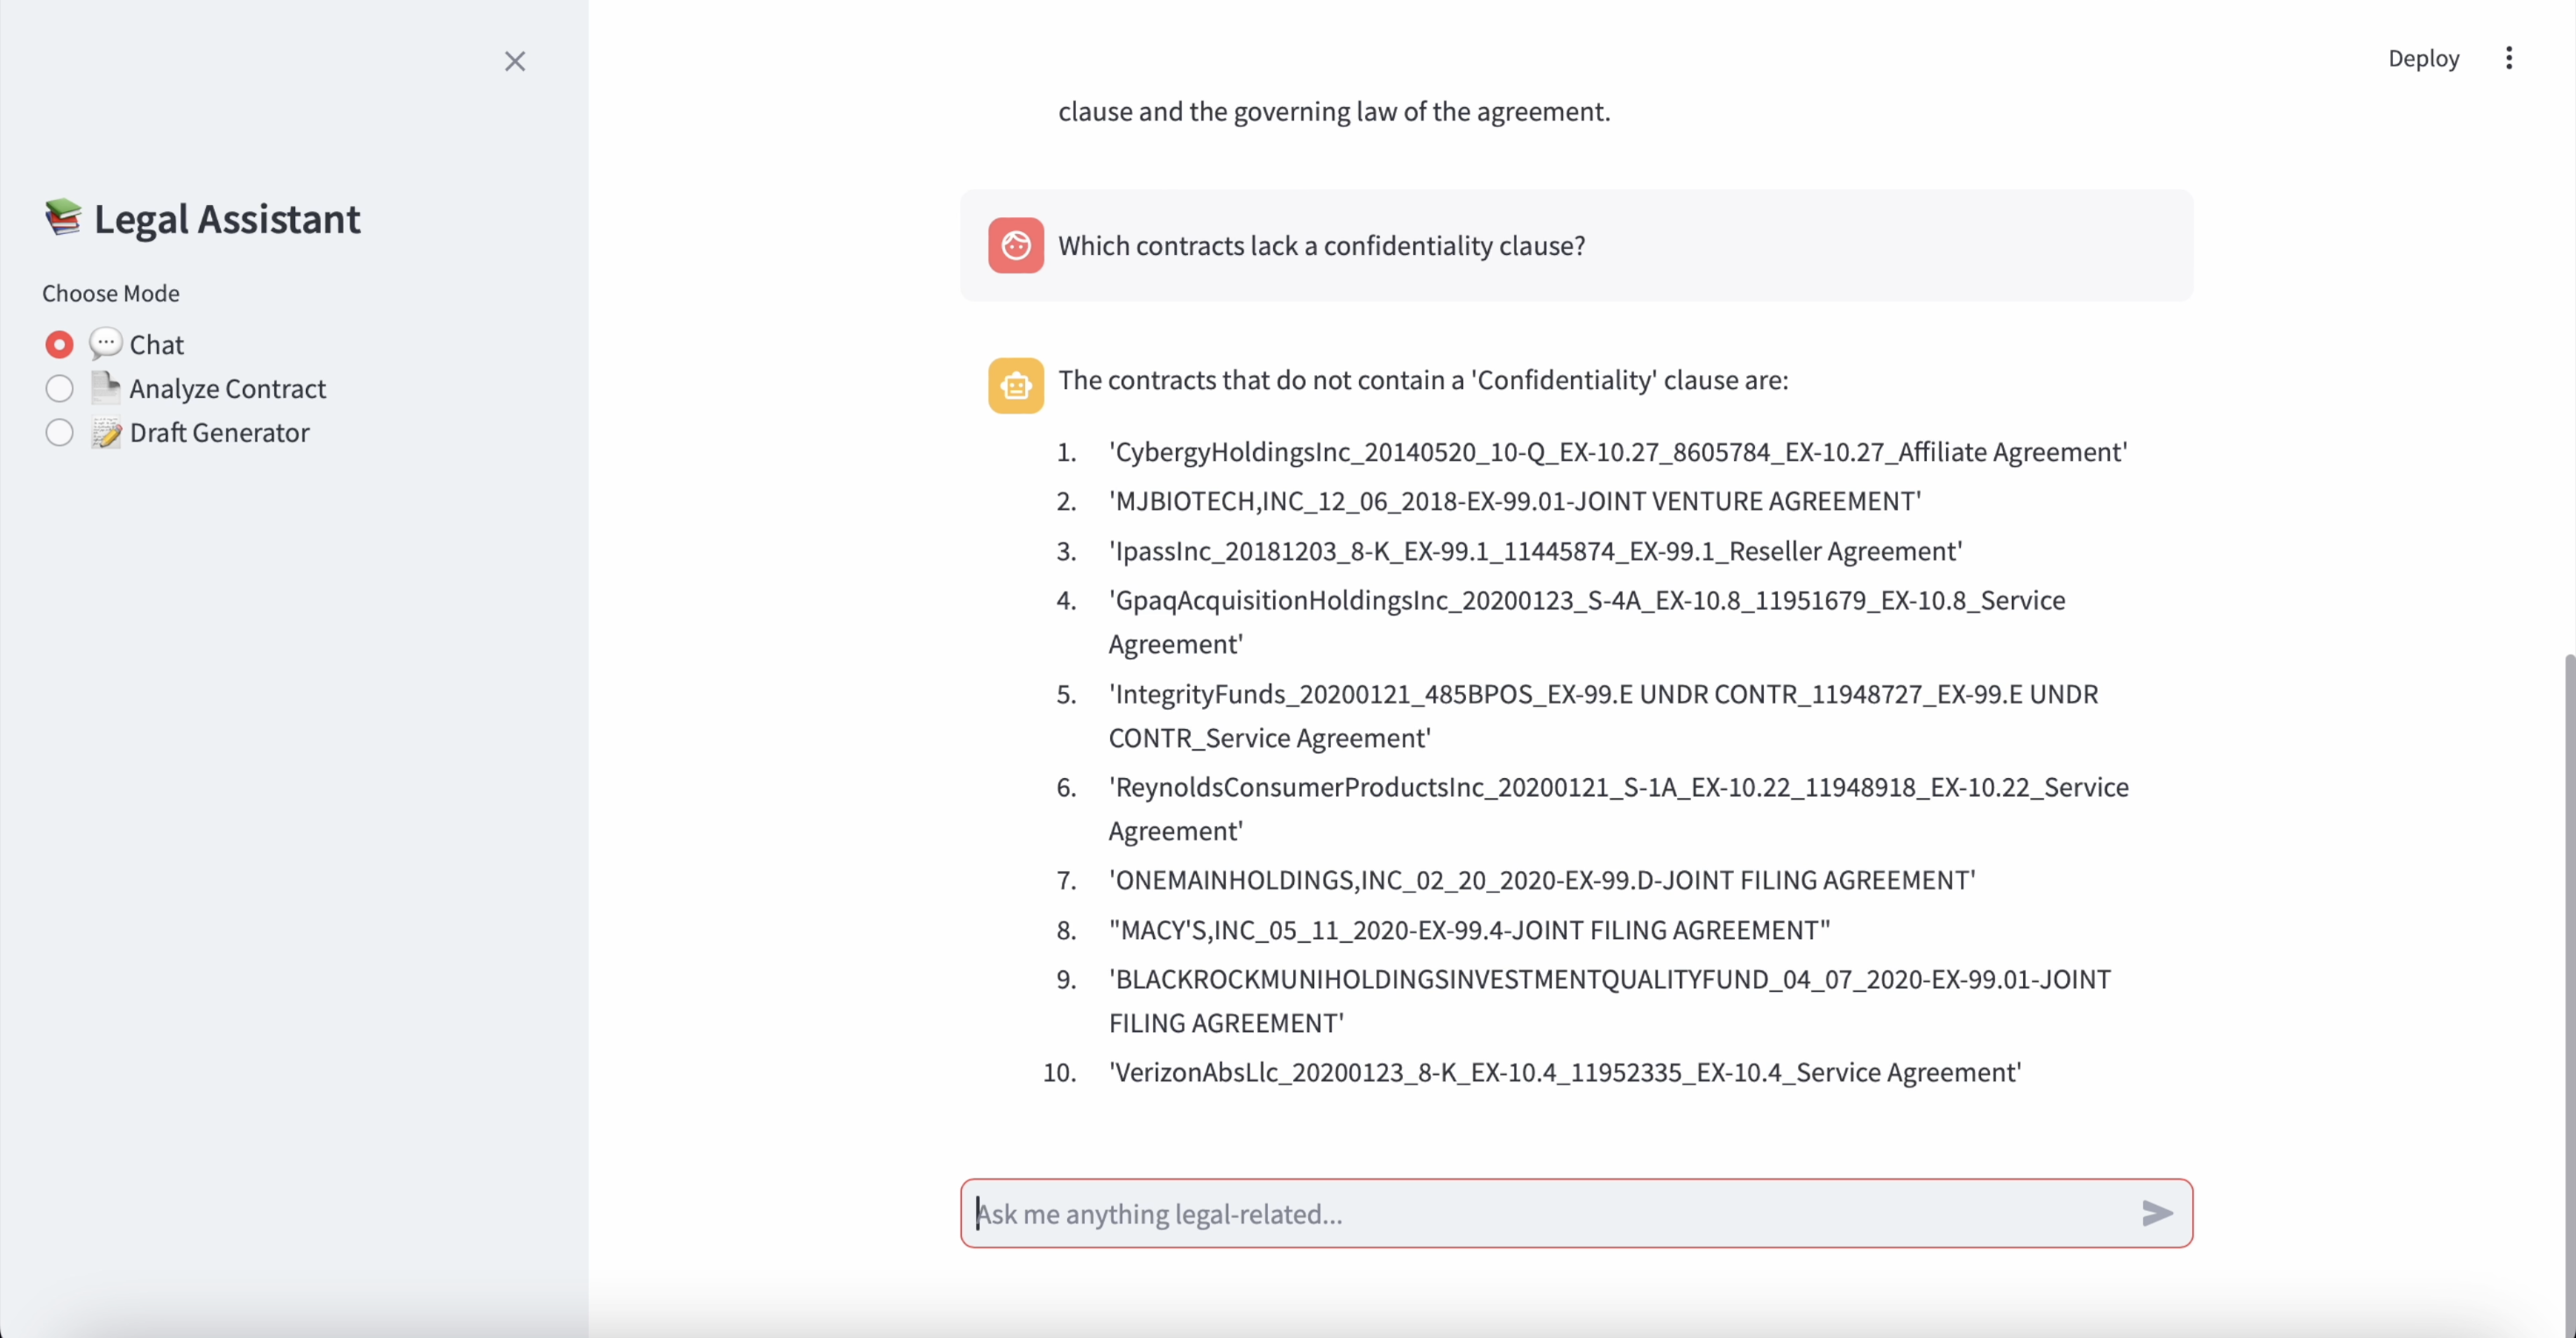 Deploy
📚 Legal Assistant
Choose Mode
💬 Chat
📄 Analyze Contract
📝 Draft Generator
clause and the governing law of the agreement.
Which contracts lack a confidentiality clause?
The contracts that do not contain a 'Confidentiality' clause are:
1. 'CybergyHoldingsInc_20140520_10-Q_EX-10.27_8605784_EX-10.27_Affiliate Agreement'
2. 'MJBIOTECH,INC_12_06_2018-EX-99.01-JOINT VENTURE AGREEMENT'
3. 'IpassInc_20181203_8-K_EX-99.1_11445874_EX-99.1_Reseller Agreement'
4. 'GpaqAcquisitionHoldingsInc_20200123_S-4A_EX-10.8_11951679_EX-10.8_Service
Agreement'
5. 'IntegrityFunds_20200121_485BPOS_EX-99.E UNDR CONTR_11948727_EX-99.E UNDR
CONTR_Service Agreement'
6. 'ReynoldsConsumerProductsInc_20200121_S-1A_EX-10.22_11948918_EX-10.22_Service
Agreement'
7. 'ONEMAINHOLDINGS,INC_02_20_2020-EX-99.D-JOINT FILING AGREEMENT'
8. "MACY'S,INC_05_11_2020-EX-99.4-JOINT FILING AGREEMENT"
9. 'BLACKROCKMUNIHOLDINGSINVESTMENTQUALITYFUND_04_07_2020-EX-99.01-JOINT
FILING AGREEMENT'
10. 'VerizonAbsLlc_20200123_8-K_EX-10.4_11952335_EX-10.4_Service Agreement'
Ask me anything legal-related...